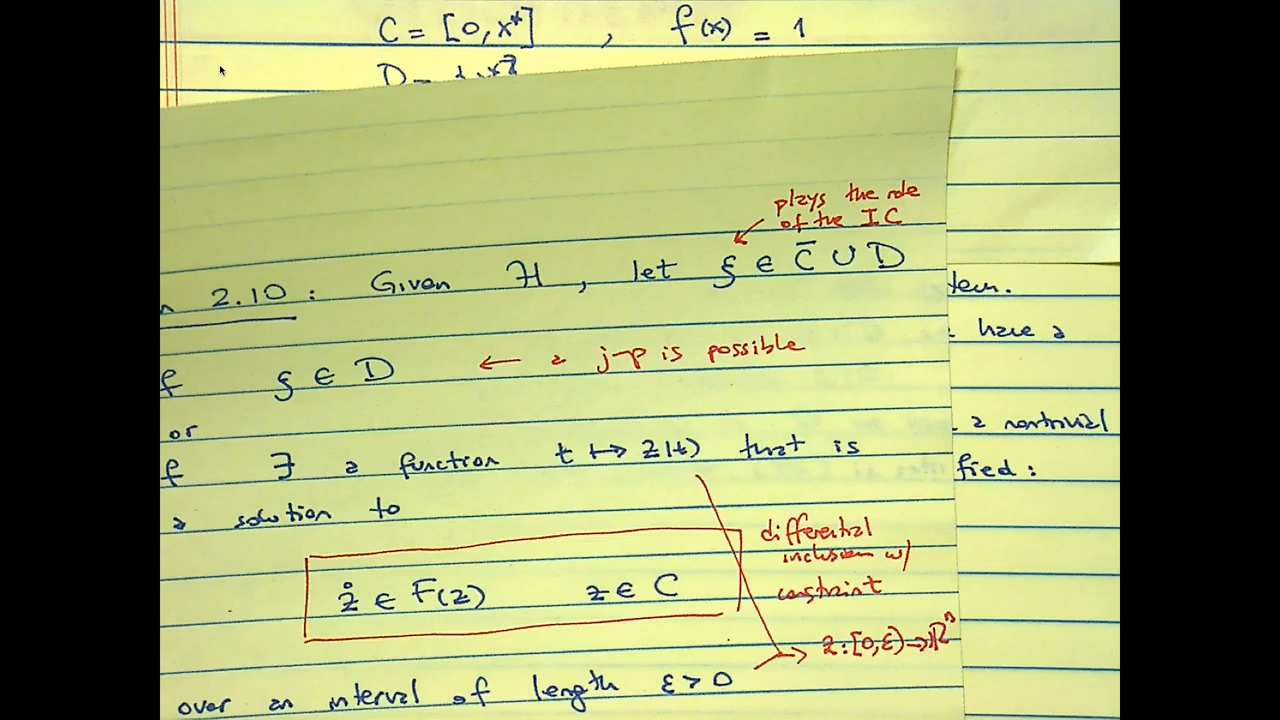 C = [0, x*] , f(x) = 1
plays the role
of the IC
2.10 : Given H , let ξ ∈ C̄ ∪ D
tem.
have a
f ξ ∈ D ← a jump is possible
or
a nontrivial
f ∃ a function t ↦ z(t) that is
fied :
a solution to
differential
inclusion w/
constraint
ż ∈ F(z) z ∈ C
z : [0,ε) → ℝⁿ
over an interval of length ε > 0